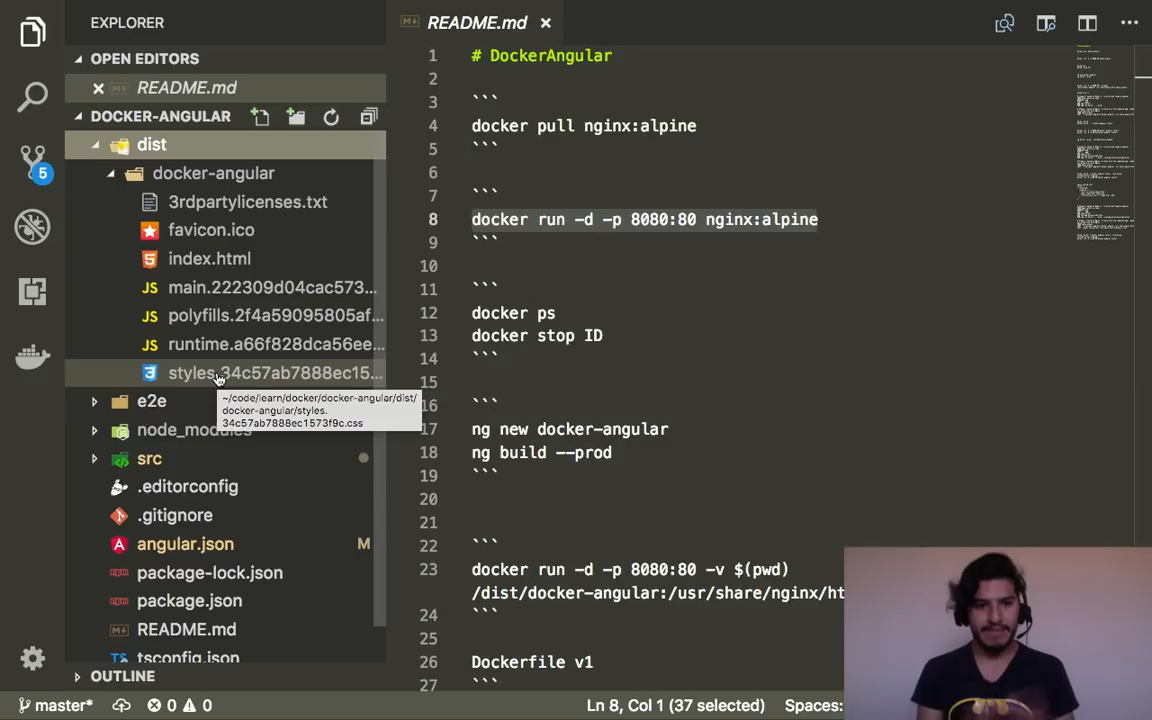 EXPLORER
OPEN EDITORS
README.md
DOCKER-ANGULAR
dist
docker-angular
3rdpartylicenses.txt
favicon.ico
index.html
JS main.222309d04cac573...
JS polyfills.2f4a59095805af...
JS runtime.a66f828dca56ee...
styles.34c57ab7888ec15...
~/code/learn/docker/docker-angular/dist/
docker-angular/styles.
34c57ab7888ec1573f9c.css
e2e
node_modules
src
.editorconfig
.gitignore
angular.json M
package-lock.json
package.json
README.md
TS tsconfig.json
OUTLINE
master* 0 0
5
README.md
1 # DockerAngular
2
3 ```
4 docker pull nginx:alpine
5 ```
6
7 ```
8 docker run -d -p 8080:80 nginx:alpine
9 ```
10
11 ```
12 docker ps
13 docker stop ID
14 ```
15
16 ```
17 ng new docker-angular
18 ng build --prod
19 ```
20
21
22 ```
23 docker run -d -p 8080:80 -v $(pwd)
/dist/docker-angular:/usr/share/nginx/ht
24 ```
25
26 Dockerfile v1
27 ```
Ln 8, Col 1 (37 selected) Spaces: